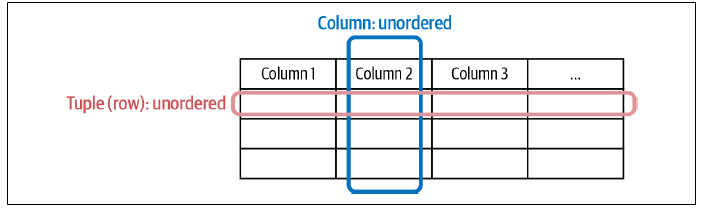 Column: unordered
Column 1 Column 2 Column 3 ...
Tuple (row): unordered